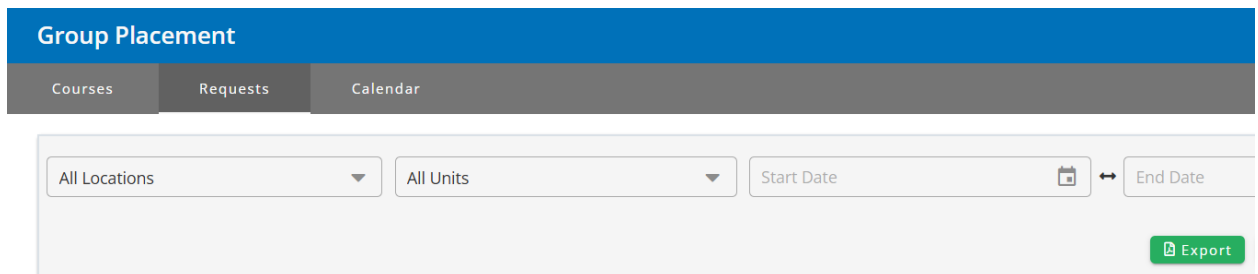 Group Placement
Courses Requests Calendar
All Locations All Units Start Date End Date
Export